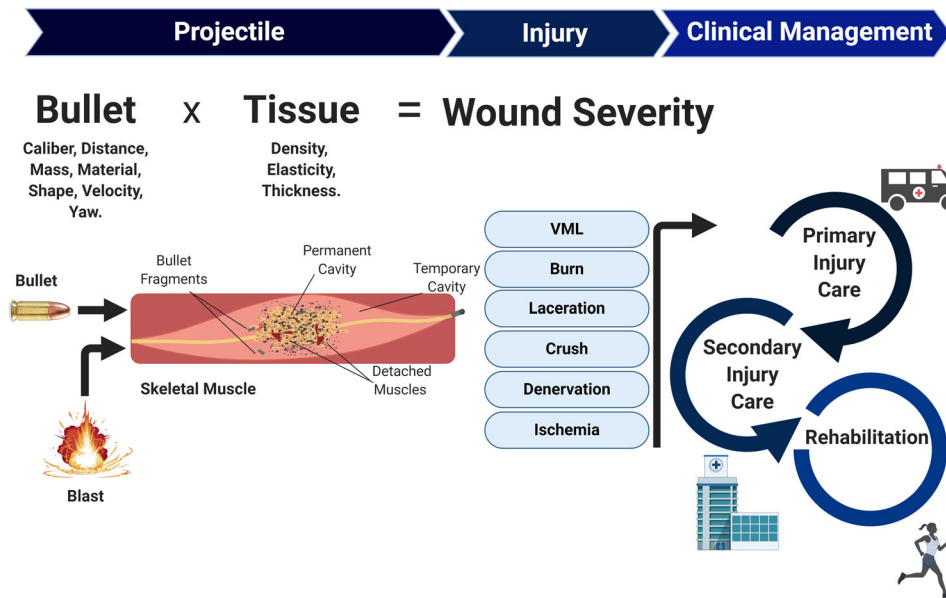 Projectile
Injury
Clinical Management
Bullet x Tissue = Wound Severity
Caliber, Distance,
Mass, Material,
Shape, Velocity,
Yaw.
Density,
Elasticity,
Thickness.
Bullet
Bullet
Fragments
Permanent
Cavity
Temporary
Cavity
Skeletal Muscle
Detached
Muscles
Blast
VML
Burn
Laceration
Crush
Denervation
Ischemia
Primary
Injury
Care
Secondary
Injury
Care
Rehabilitation